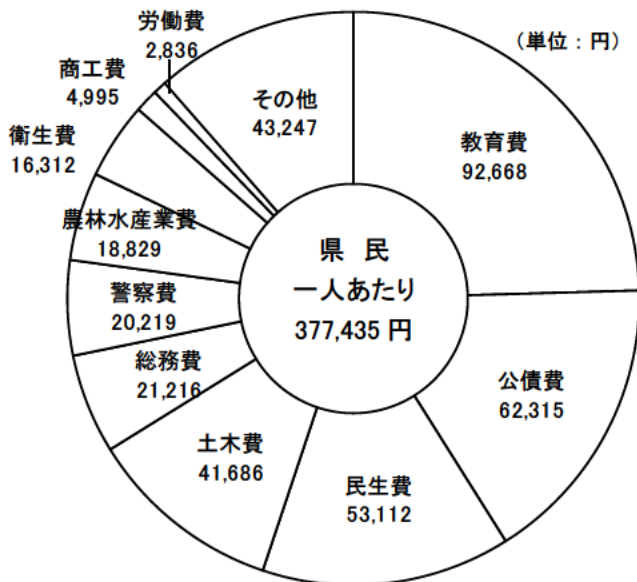 (単位:円)
教育費
92,668
公債費
62,315
民生費
53,112
土木費
41,686
総務費
21,216
警察費
20,219
農林水産業費
18,829
衛生費
16,312
商工費
4,995
労働費
2,836
その他
43,247
県 民
一人あたり
377,435 円